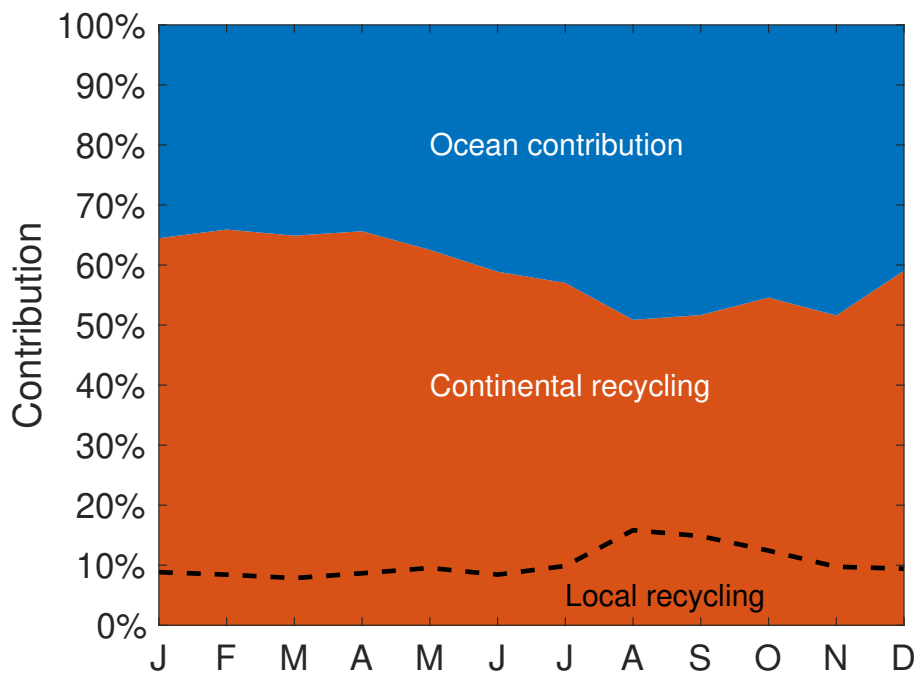 100%
90%
80%
70%
60%
50%
40%
30%
20%
10%
0%
Contribution
Ocean contribution
Continental recycling
Local recycling
J F M A M J J A S O N D